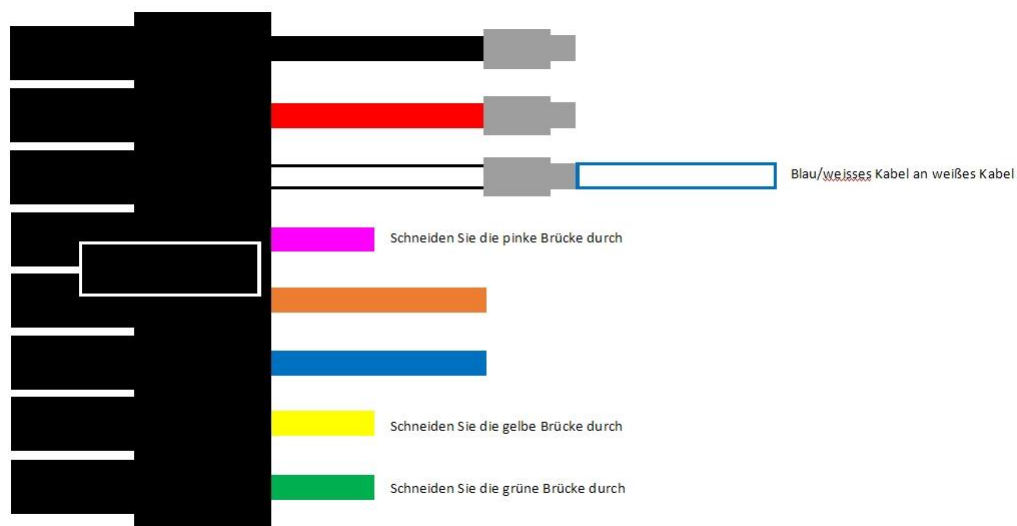 Blau/weisses Kabel an weißes Kabel
Schneiden Sie die pinke Brücke durch
Schneiden Sie die gelbe Brücke durch
Schneiden Sie die grüne Brücke durch